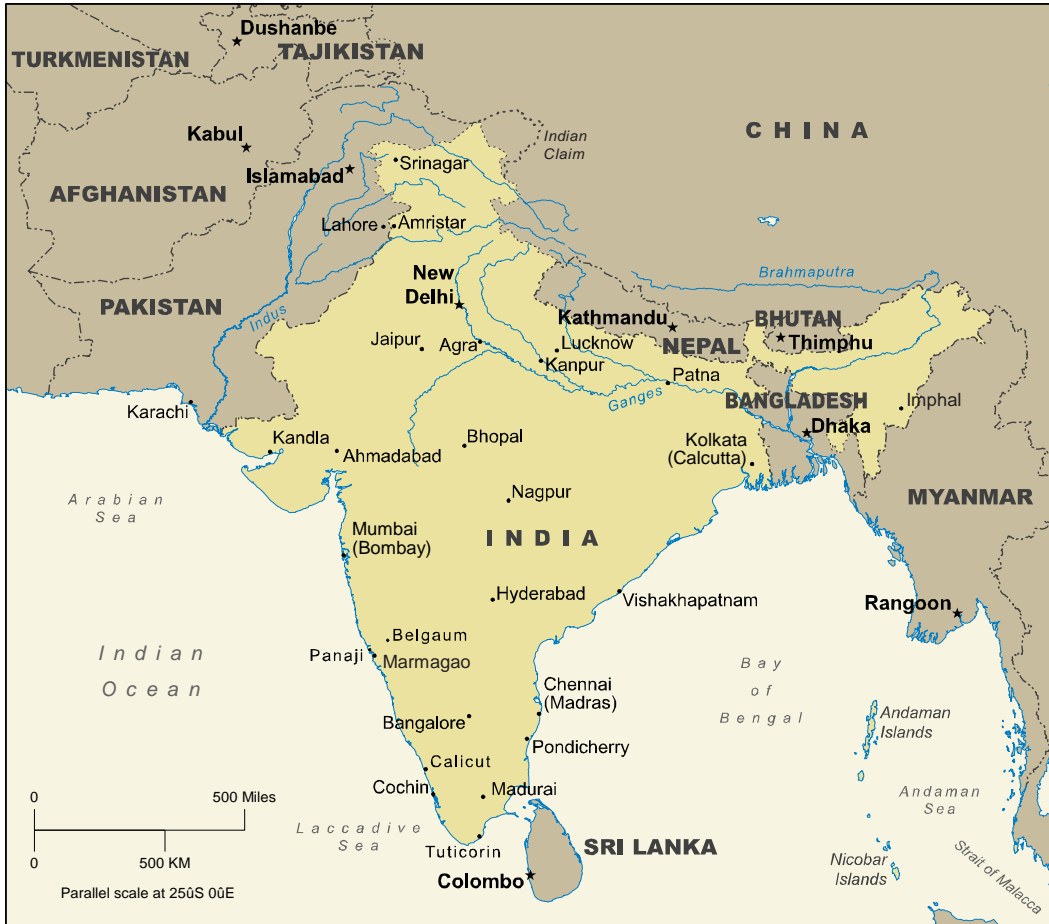 Dushanbe
TAJIKISTAN
TURKMENISTAN
CHINA
Kabul
Indian
Claim
Srinagar
Islamabad
AFGHANISTAN
Lahore
Amristar
New
Delhi
Brahmaputra
PAKISTAN
Indus
Kathmandu
BHUTAN
Thimphu
Jaipur
Agra
Lucknow
NEPAL
Kanpur
Patna
Ganges
BANGLADESH
Imphal
Karachi
Dhaka
Kandla
Bhopal
Kolkata
(Calcutta)
Ahmadabad
Arabian
Sea
Nagpur
MYANMAR
INDIA
Mumbai
(Bombay)
Hyderabad
Vishakhapatnam
Rangoon
Belgaum
Indian
Ocean
Panaji
Marmagao
Bay
of
Bengal
Chennai
(Madras)
Bangalore
Andaman
Islands
Pondicherry
Calicut
Cochin
Madurai
0
500 Miles
Andaman
Sea
Laccadive
Sea
Tuticorin
SRI LANKA
0
500 KM
Nicobar
Islands
Strait of Malacca
Colombo
Parallel scale at 25ûS 0ûE